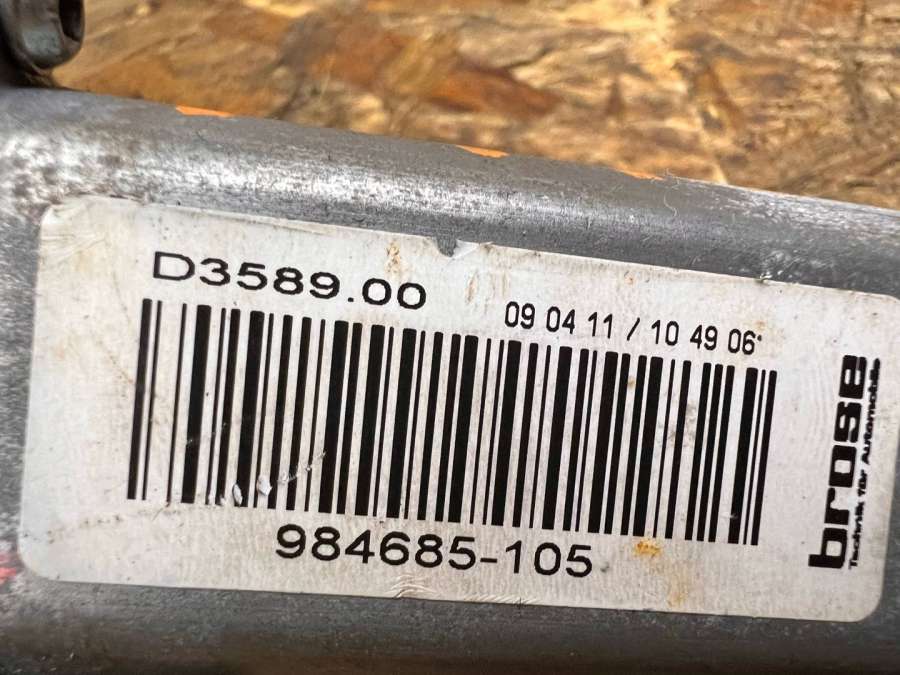 D3589.00
09 04 11 / 10 49 06
984685-105
brose
Technik für Automobile